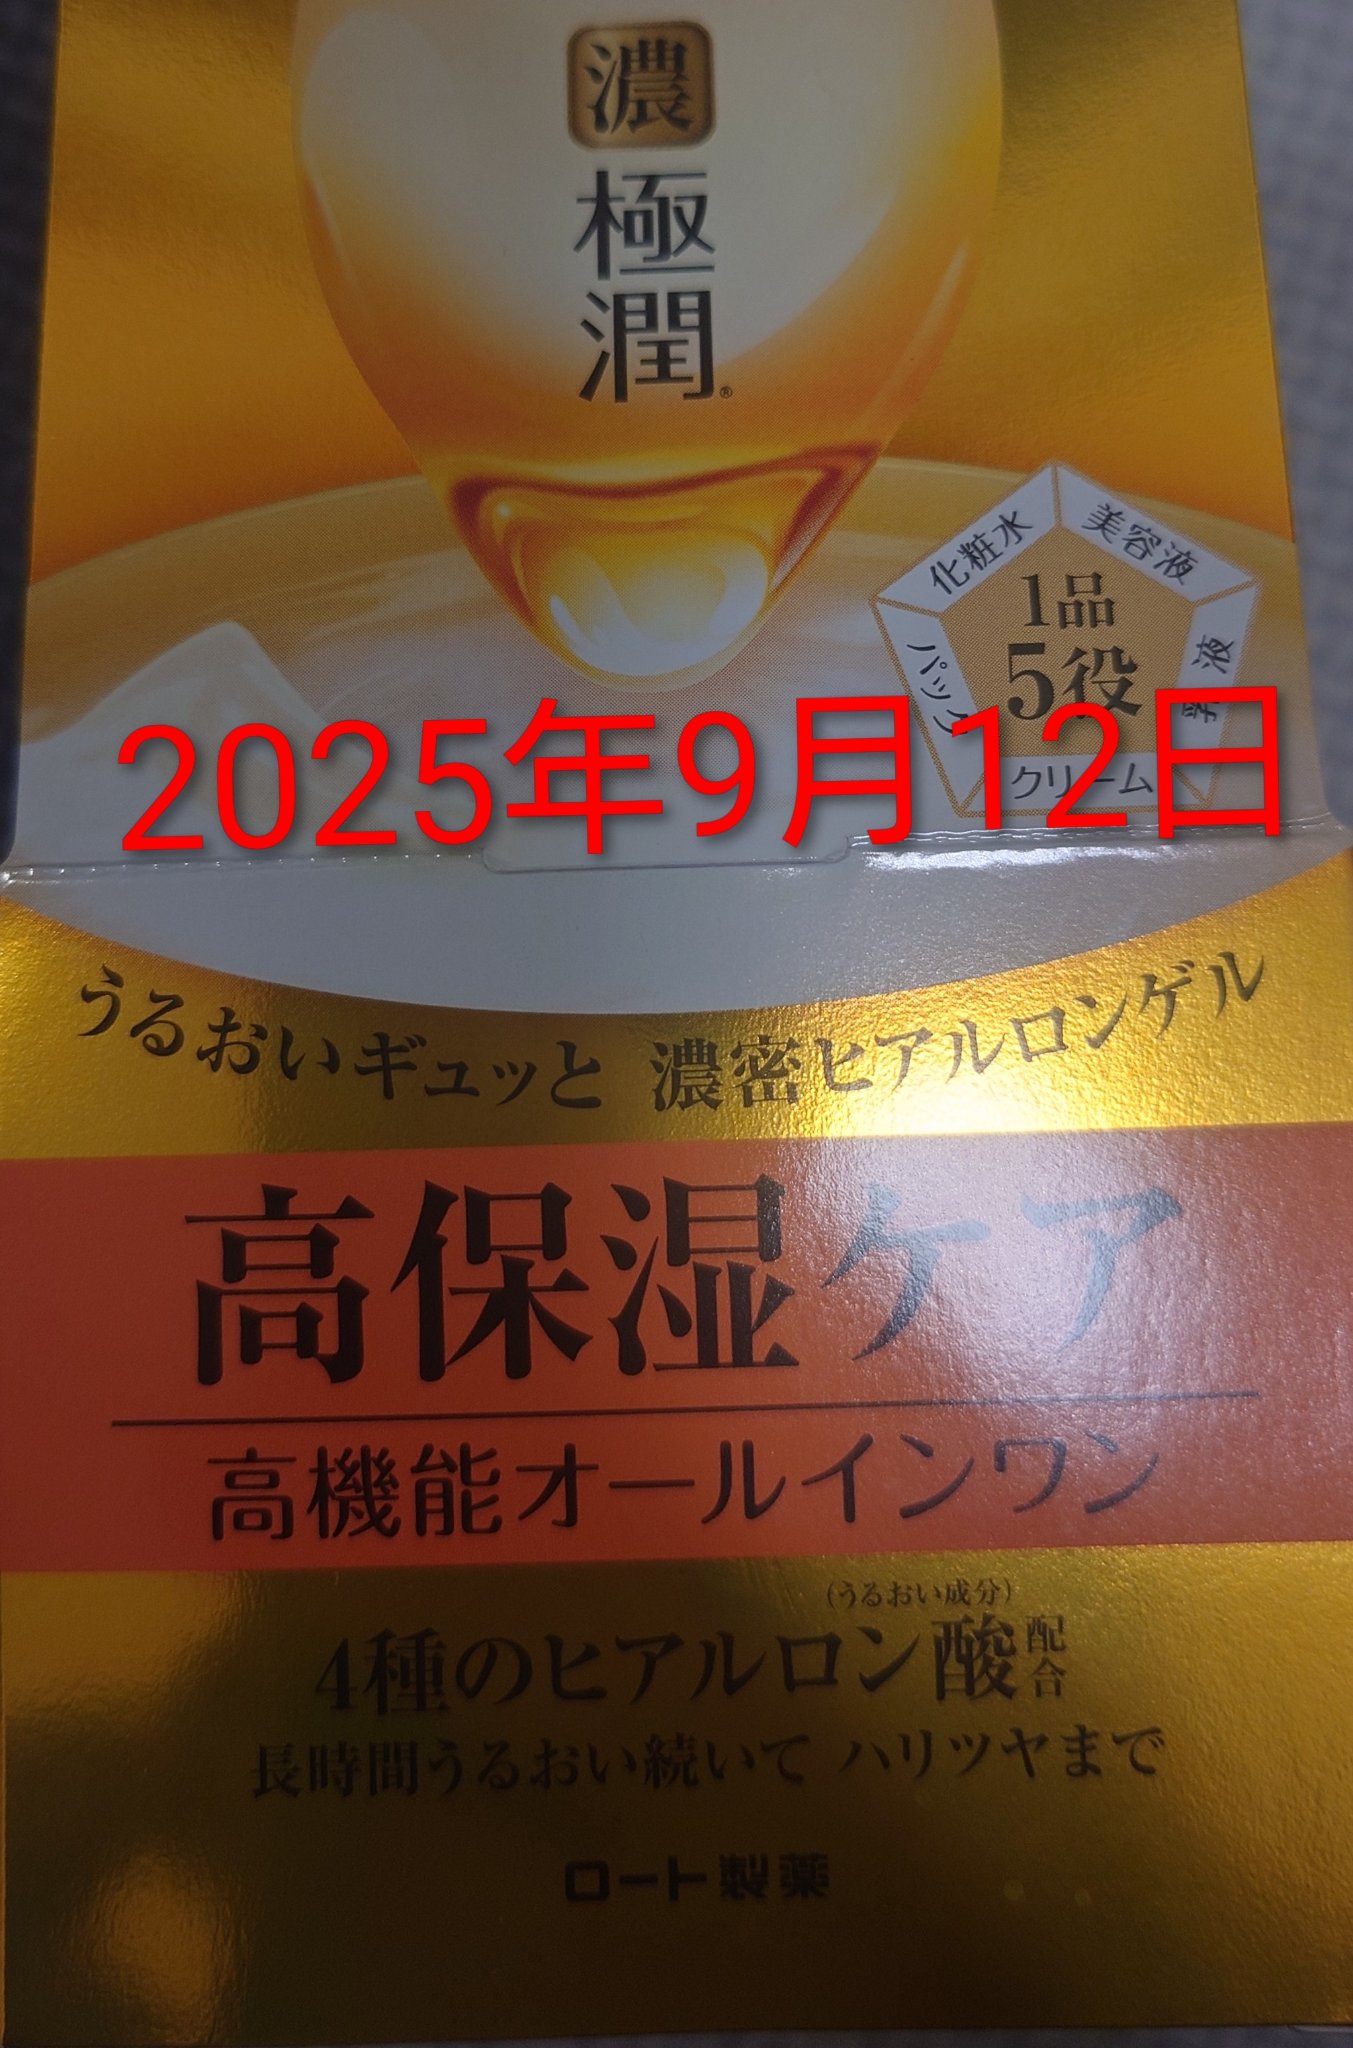 濃
極潤®
化粧水
美容液
乳液
クリーム
パック
1品
5役
2025年9月12日
うるおいギュッと 濃密ヒアルロンゲル
高保湿ケア
高機能オールインワン
(うるおい成分)
4種のヒアルロン酸配合
長時間うるおい続いて ハリツヤまで
ロート製薬